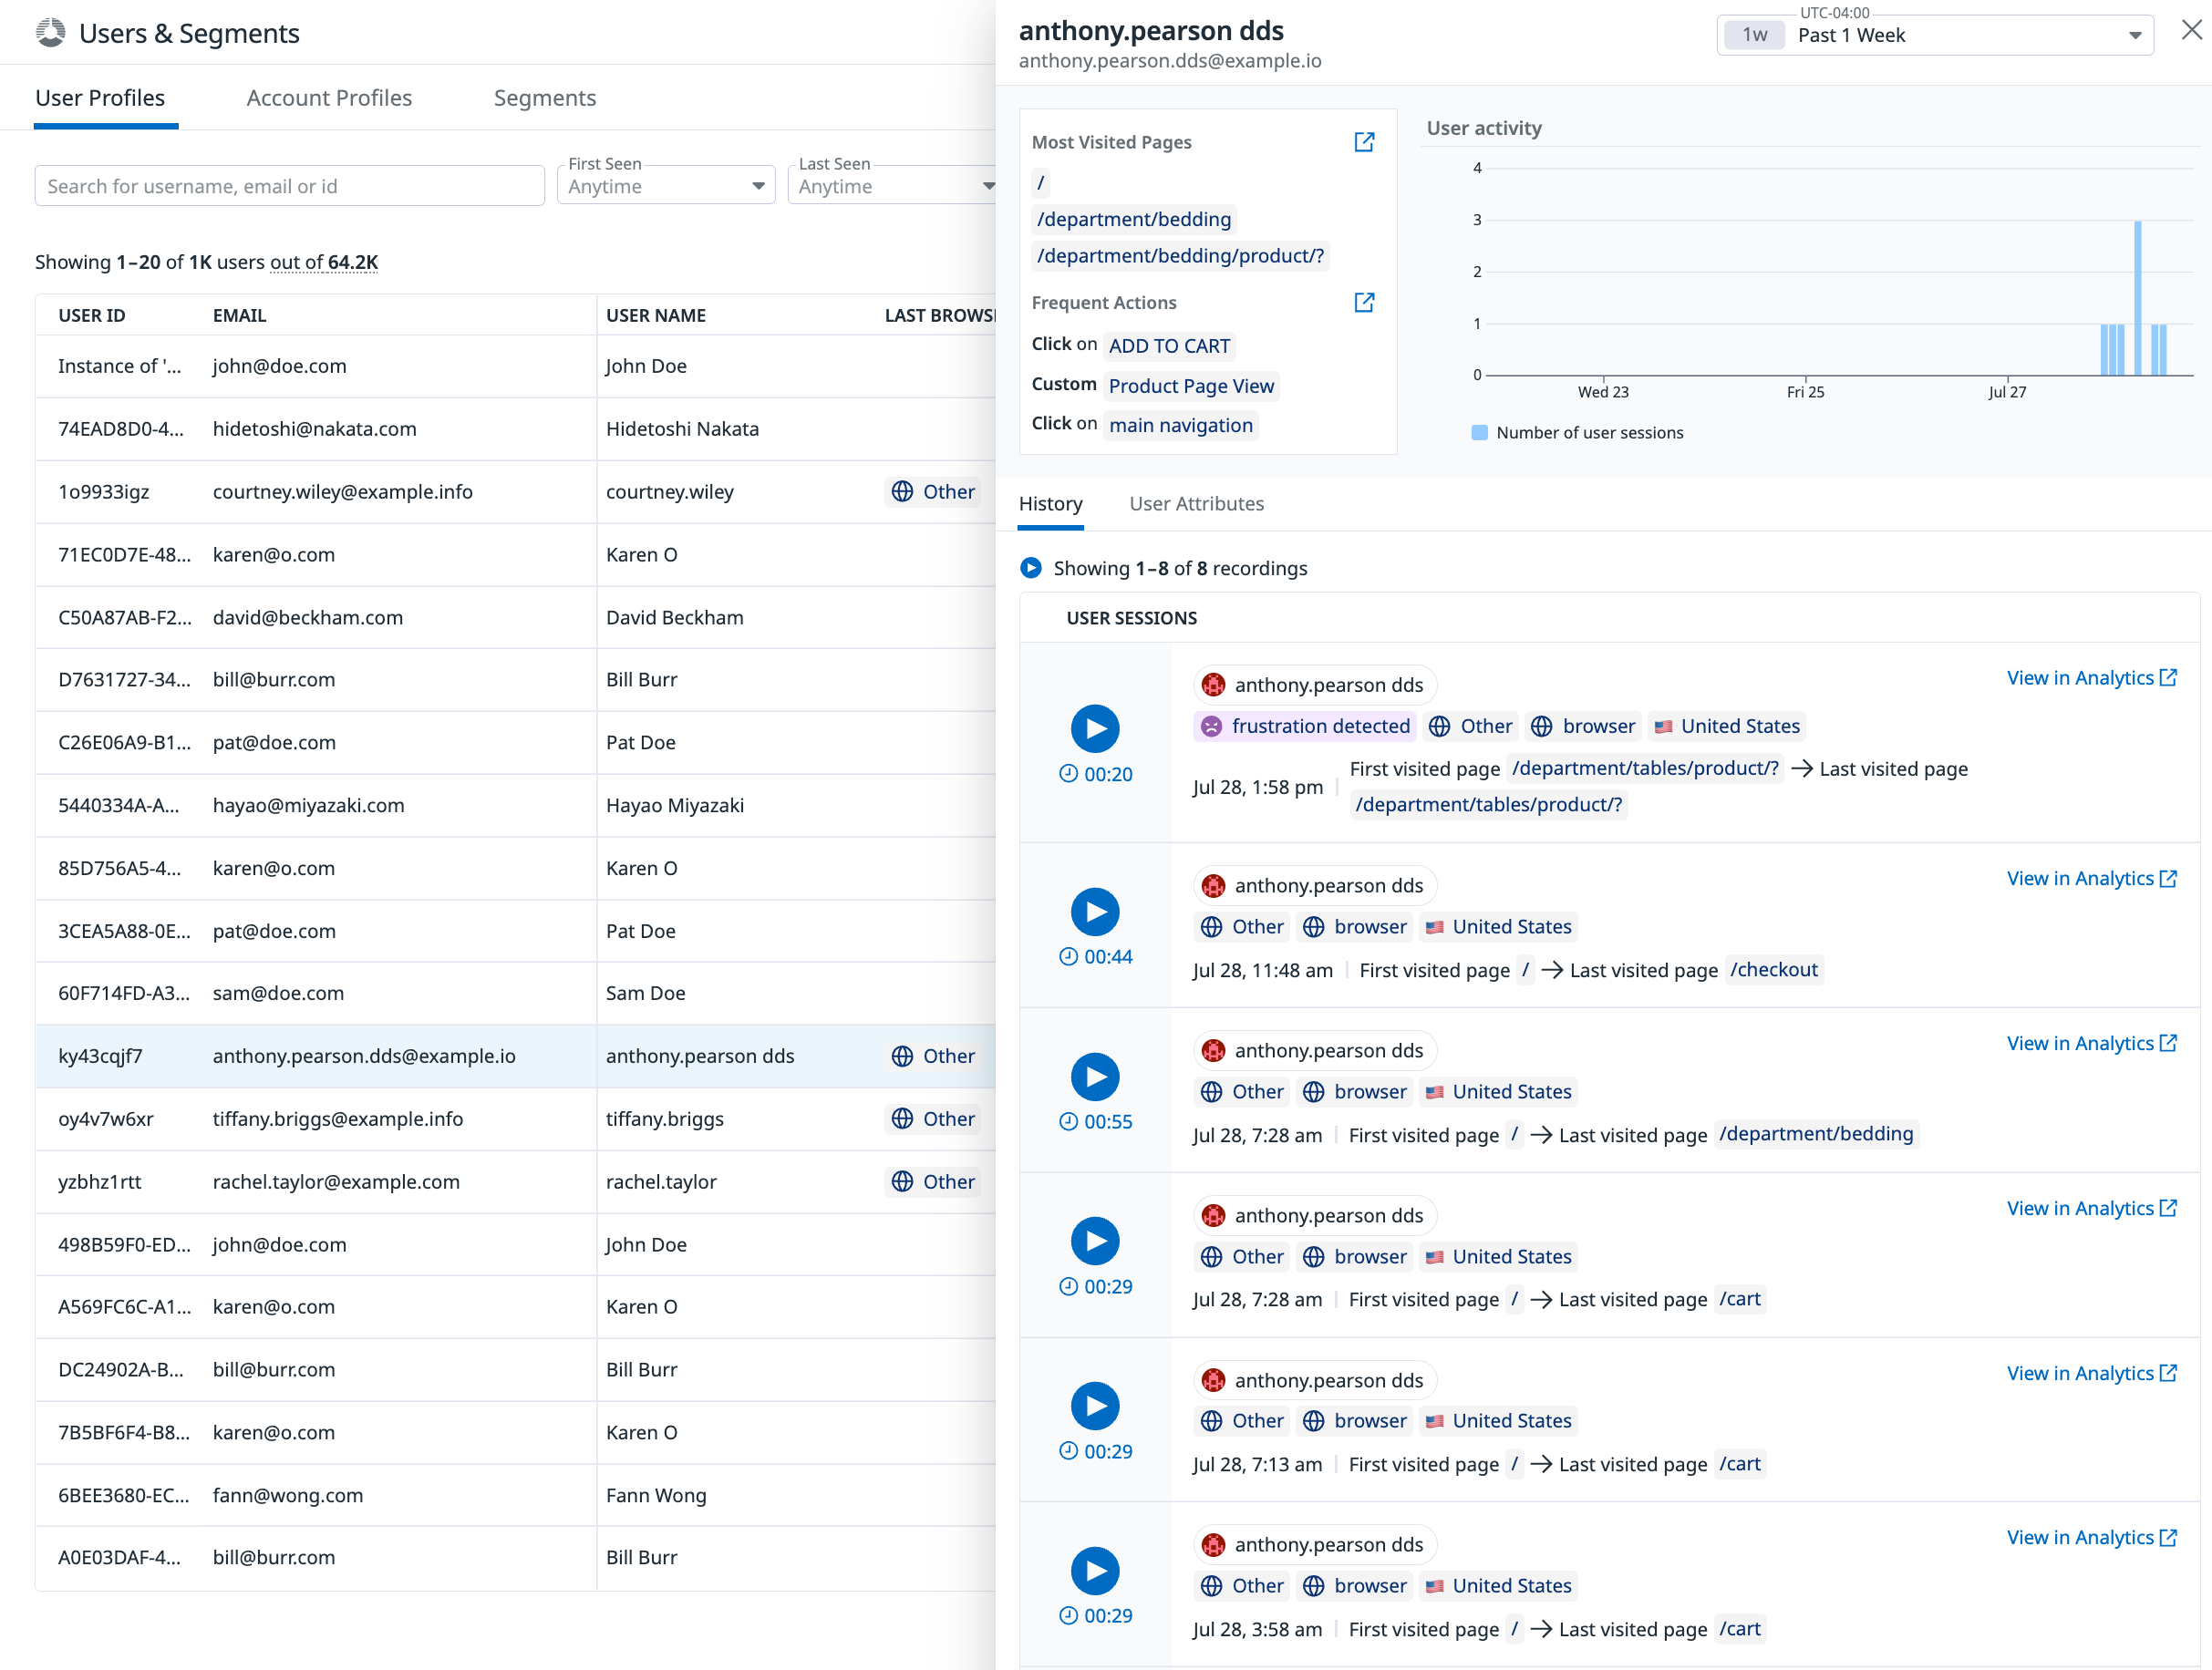 Users & Segments
User Profiles
Account Profiles
Segments
Search for username, email or id
First Seen
Anytime
Last Seen
Anytime
Showing 1–20 of 1K users out of 64.2K
USER ID EMAIL USER NAME LAST BROWS
Instance of '... john@doe.com John Doe
74EAD8D0-4... hidetoshi@nakata.com Hidetoshi Nakata
1o9933igz courtney.wiley@example.info courtney.wiley Other
71EC0D7E-48... karen@o.com Karen O
C50A87AB-F2... david@beckham.com David Beckham
D7631727-34... bill@burr.com Bill Burr
C26E06A9-B1... pat@doe.com Pat Doe
5440334A-A... hayao@miyazaki.com Hayao Miyazaki
85D756A5-4... karen@o.com Karen O
3CEA5A88-0E... pat@doe.com Pat Doe
60F714FD-A3... sam@doe.com Sam Doe
ky43cqjf7 anthony.pearson.dds@example.io anthony.pearson dds Other
oy4v7w6xr tiffany.briggs@example.info tiffany.briggs Other
yzbhz1rtt rachel.taylor@example.com rachel.taylor Other
498B59F0-ED... john@doe.com John Doe
A569FC6C-A1... karen@o.com Karen O
DC24902A-B... bill@burr.com Bill Burr
7B5BF6F4-B8... karen@o.com Karen O
6BEE3680-EC... fann@wong.com Fann Wong
A0E03DAF-4... bill@burr.com Bill Burr
anthony.pearson dds
anthony.pearson.dds@example.io
UTC-04:00
1w Past 1 Week
Most Visited Pages
/
/department/bedding
/department/bedding/product/?
Frequent Actions
Click on ADD TO CART
Custom Product Page View
Click on main navigation
User activity
4
3
2
1
0
Wed 23 Fri 25 Jul 27
Number of user sessions
History
User Attributes
Showing 1–8 of 8 recordings
USER SESSIONS
anthony.pearson dds
View in Analytics
frustration detected Other browser United States
00:20
Jul 28, 1:58 pm
First visited page /department/tables/product/? → Last visited page
/department/tables/product/?
anthony.pearson dds
View in Analytics
Other browser United States
00:44
Jul 28, 11:48 am First visited page / → Last visited page /checkout
anthony.pearson dds
View in Analytics
Other browser United States
00:55
Jul 28, 7:28 am First visited page / → Last visited page /department/bedding
anthony.pearson dds
View in Analytics
Other browser United States
00:29
Jul 28, 7:28 am First visited page / → Last visited page /cart
anthony.pearson dds
View in Analytics
Other browser United States
00:29
Jul 28, 7:13 am First visited page / → Last visited page /cart
anthony.pearson dds
View in Analytics
Other browser United States
00:29
Jul 28, 3:58 am First visited page / → Last visited page /cart